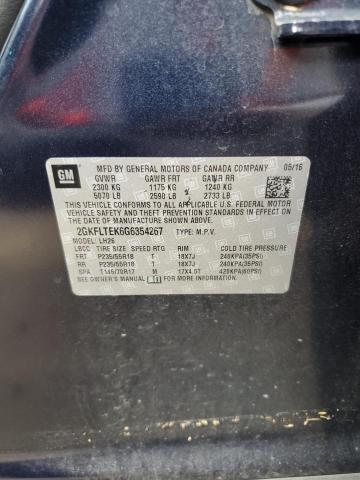 GM
MFD BY GENERAL MOTORS OF CANADA COMPANY 05/16
GVWR GAWR FRT GAWR RR
2300 KG 1175 KG 1240 KG
5070 LB 2590 LB 2733 LB
THIS VEHICLE CONFORMS TO ALL APPLICABLE U.S. FEDERAL MOTOR
VEHICLE SAFETY AND THEFT PREVENTION STANDARDS IN
EFFECT ON THE DATE OF MANUFACTURE SHOWN ABOVE.
2GKFLTEK6G6354267 TYPE: M.P.V.
MODEL: LH26
LBCC TIRE SIZE SPEED RTG RIM COLD TIRE PRESSURE
FRT P235/55R18 T 18X7J 240KPA(35PSI)
RR P235/55R18 T 18X7J 240KPA(35PSI)
SPA T145/70R17 M 17X4.5T 420KPA(60PSI)
SEE OWNER'S MANUAL FOR MORE INFORMATION.